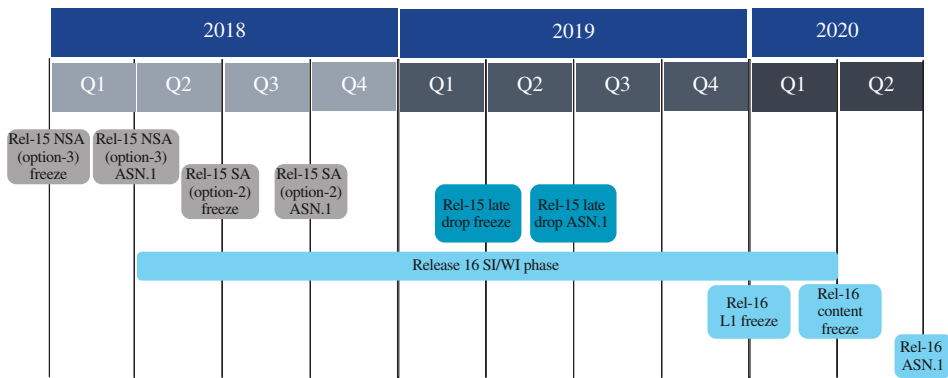 2018 2019 2020
Q1 Q2 Q3 Q4 Q1 Q2 Q3 Q4 Q1 Q2
Rel-15 NSA
(option-3)
freeze
Rel-15 NSA
(option-3)
ASN.1
Rel-15 SA
(option-2)
freeze
Rel-15 SA
(option-2)
ASN.1
Rel-15 late
drop freeze
Rel-15 late
drop ASN.1
Release 16 SI/WI phase
Rel-16
L1 freeze
Rel-16
content
freeze
Rel-16
ASN.1